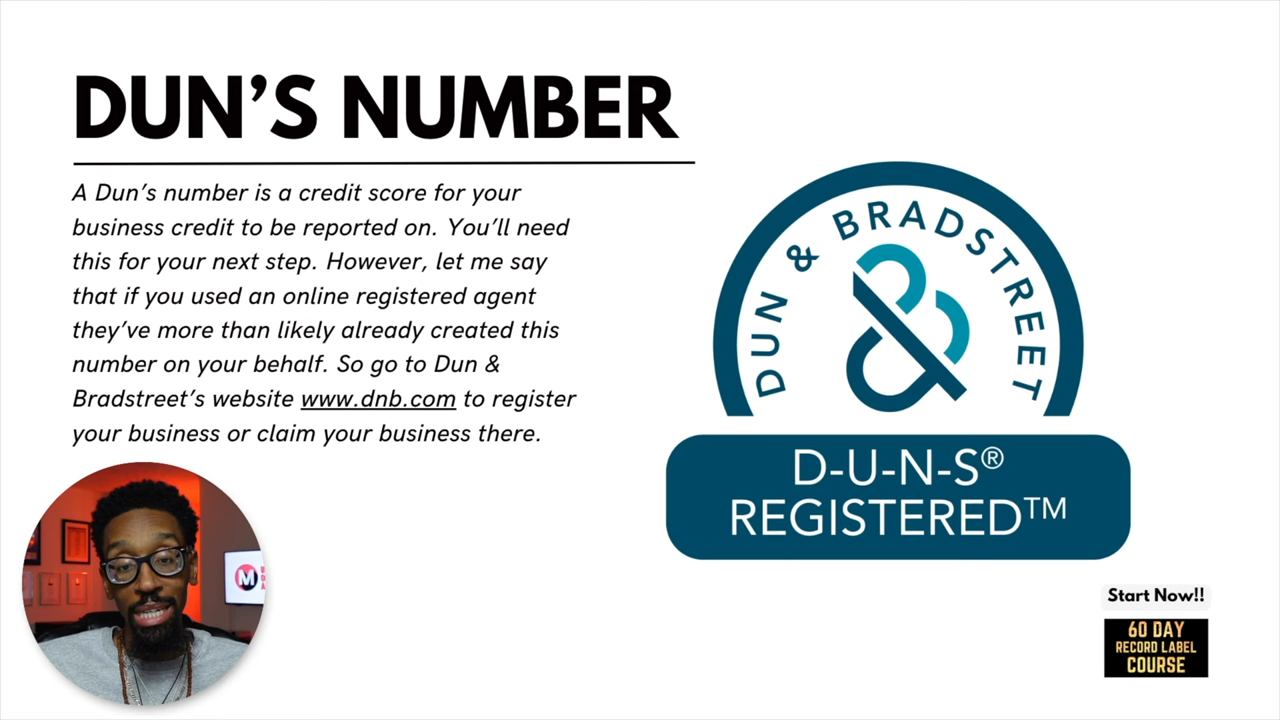 DUN’S NUMBER
A Dun’s number is a credit score for your
business credit to be reported on. You’ll need
this for your next step. However, let me say
that if you used an online registered agent
they’ve more than likely already created this
number on your behalf. So go to Dun &
Bradstreet’s website www.dnb.com to register
your business or claim your business there.
DUN & BRADSTREET
&
D-U-N-S®
REGISTERED™
M
Start Now!!
60 DAY
RECORD LABEL
COURSE